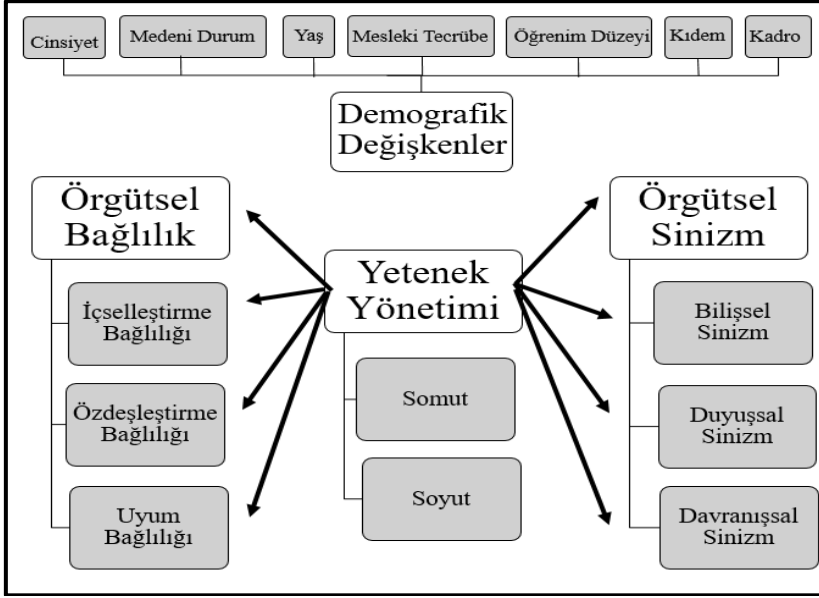 Cinsiyet
Medeni Durum
Yaş
Mesleki Tecrübe
Öğrenim Düzeyi
Kıdem
Kadro
Demografik
Değişkenler
Örgütsel
Bağlılık
İçselleştirme
Bağlılığı
Özdeşleştirme
Bağlılığı
Uyum
Bağlılığı
Yetenek
Yönetimi
Somut
Soyut
Örgütsel
Sinizm
Bilişsel
Sinizm
Duyuşsal
Sinizm
Davranışsal
Sinizm